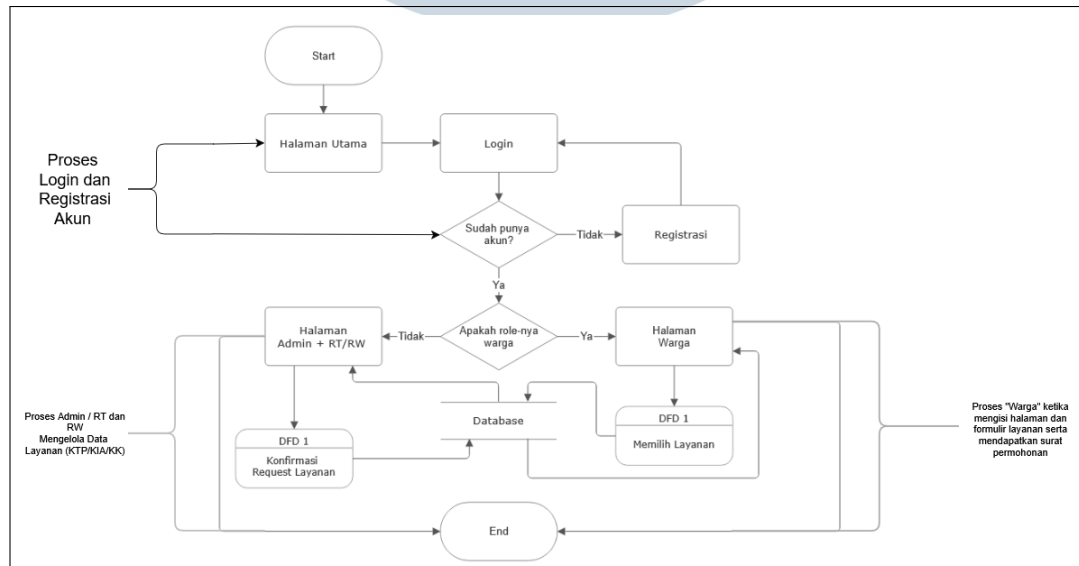 Start
Halaman Utama
Login
Proses
Login dan
Registrasi
Akun
Sudah punya
akun?
Tidak
Registrasi
Ya
Halaman
Admin + RT/RW
Tidak
Apakah role-nya
warga
Ya
Halaman
Warga
Proses Admin / RT dan
RW
Mengelola Data
Layanan (KTP/KIA/KK)
DFD 1
Konfirmasi
Request Layanan
Database
DFD 1
Memilih Layanan
Proses "Warga" ketika
mengisi halaman dan
formulir layanan serta
mendapatkan surat
permohonan
End